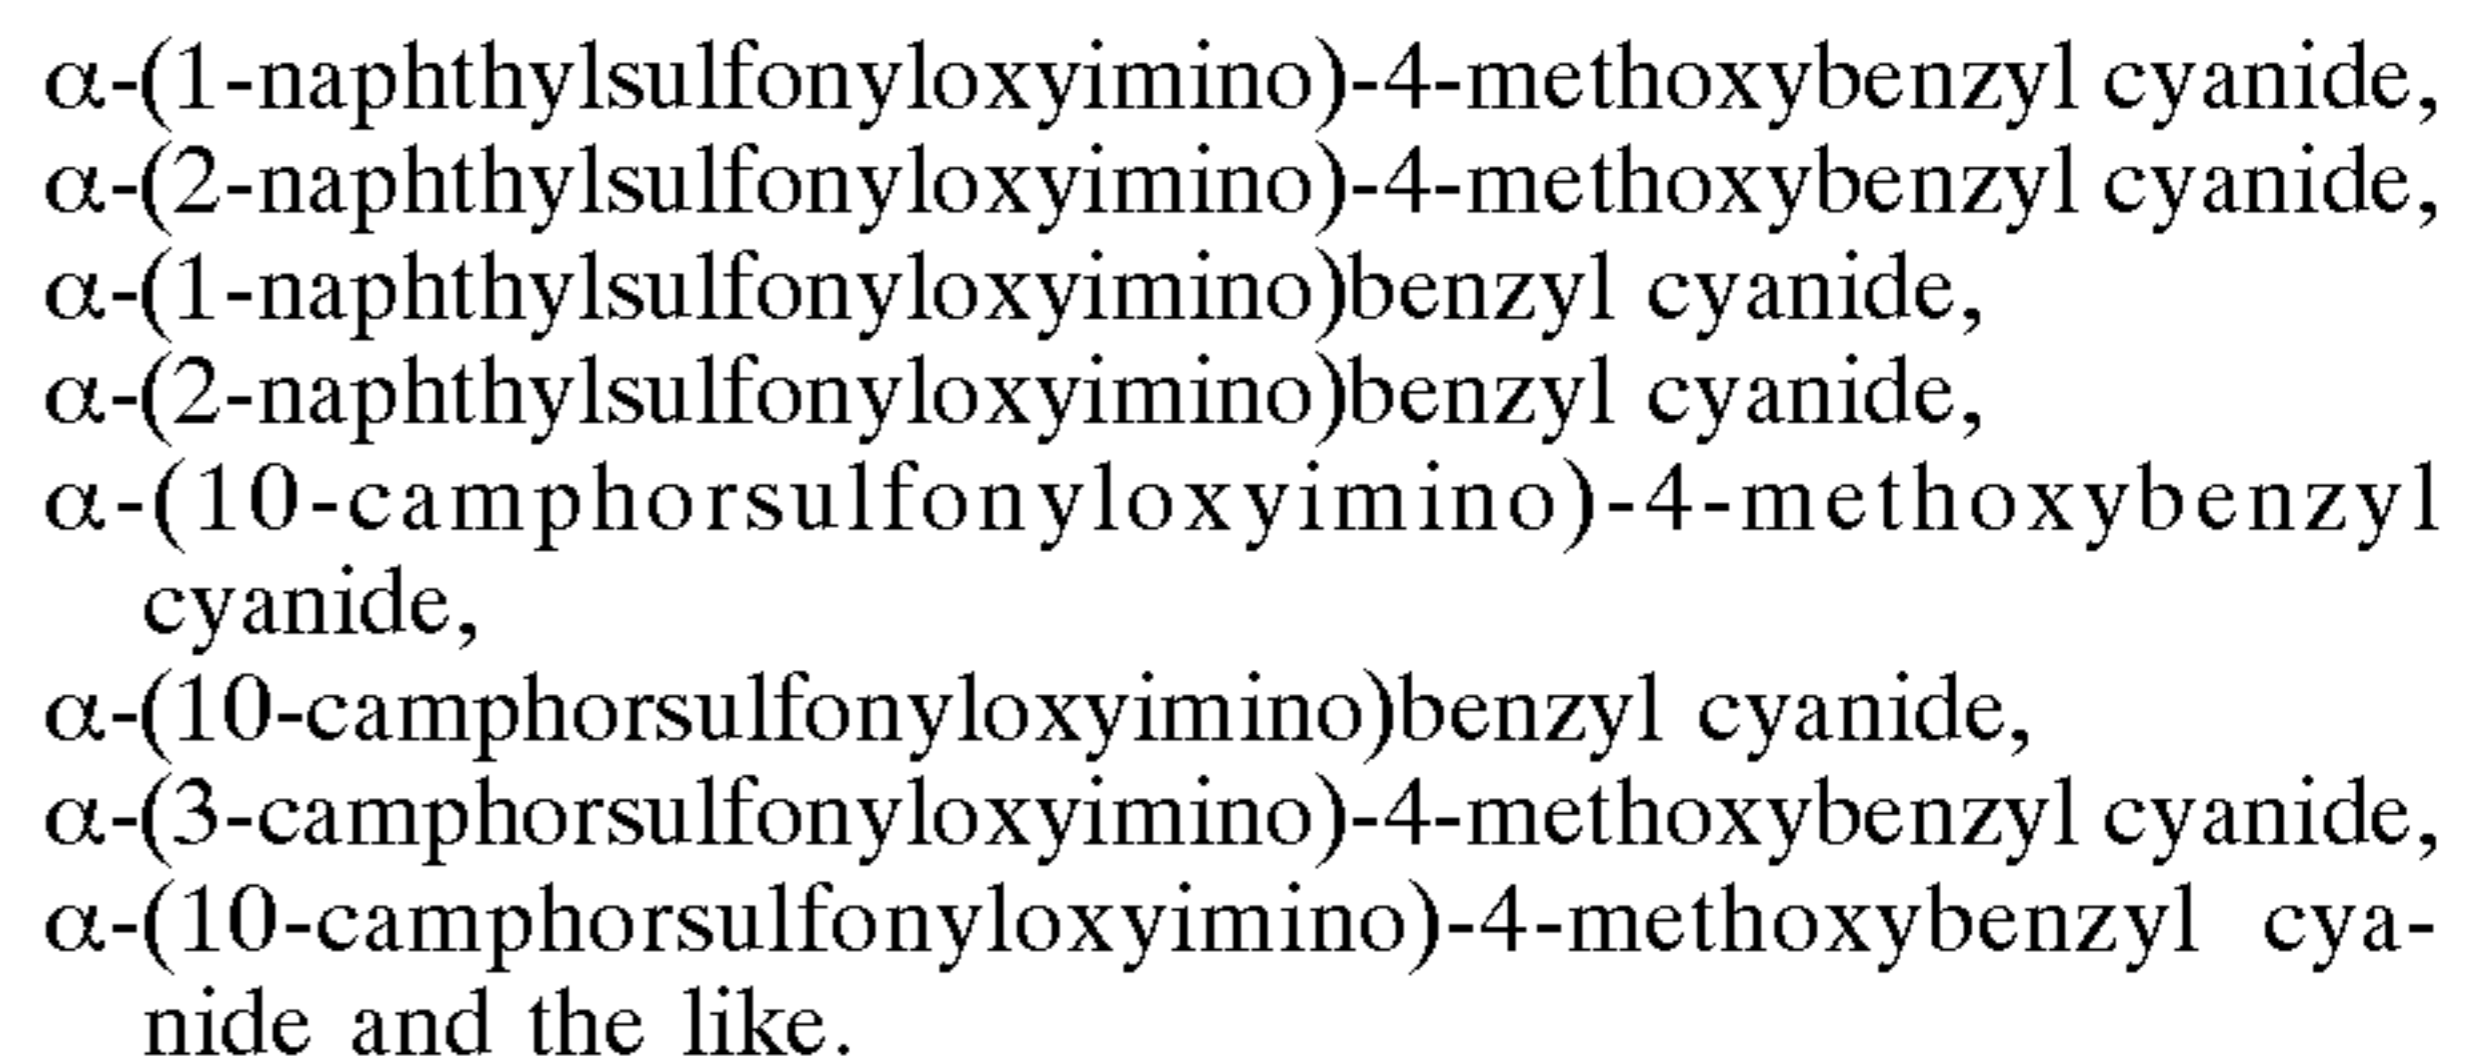 α-(1-naphthylsulfonyloxyimino)-4-methoxybenzyl cyanide,
α-(2-naphthylsulfonyloxyimino)-4-methoxybenzyl cyanide,
α-(1-naphthylsulfonyloxyimino)benzyl cyanide,
α-(2-naphthylsulfonyloxyimino)benzyl cyanide,
α-(10-camphorsulfonyloxyimino)-4-methoxybenzyl
cyanide,
α-(10-camphorsulfonyloxyimino)benzyl cyanide,
α-(3-camphorsulfonyloxyimino)-4-methoxybenzyl cyanide,
α-(10-camphorsulfonyloxyimino)-4-methoxybenzyl cya-
nide and the like.